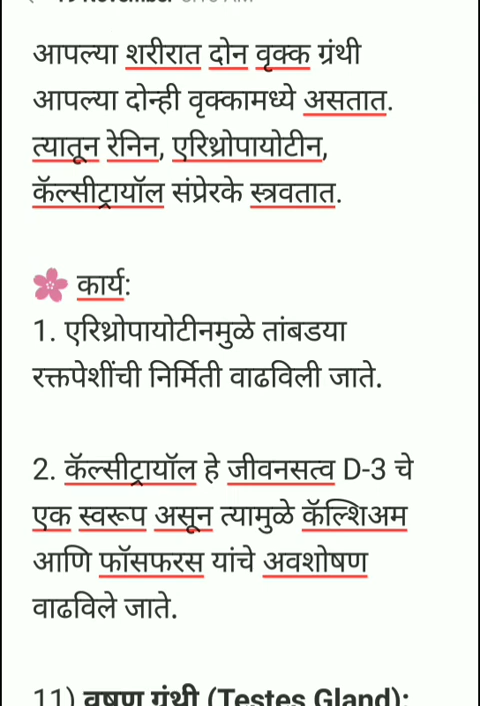 आपल्या शरीरात दोन वृक्क ग्रंथी
आपल्या दोन्ही वृक्कामध्ये असतात.
त्यातून रेनिन, एरिथ्रोपायोटीन,
कॅल्सीट्रायॉल संप्रेरके स्त्रवतात.
कार्य:
1. एरिथ्रोपायोटीनमुळे तांबडया
रक्तपेशींची निर्मिती वाढविली जाते.
2. कॅल्सीट्रायॉल हे जीवनसत्व D-3 चे
एक स्वरूप असून त्यामुळे कॅल्शिअम
आणि फॉसफरस यांचे अवशोषण
वाढविले जाते.
11) वृषण ग्रंथी (Testes Gland):